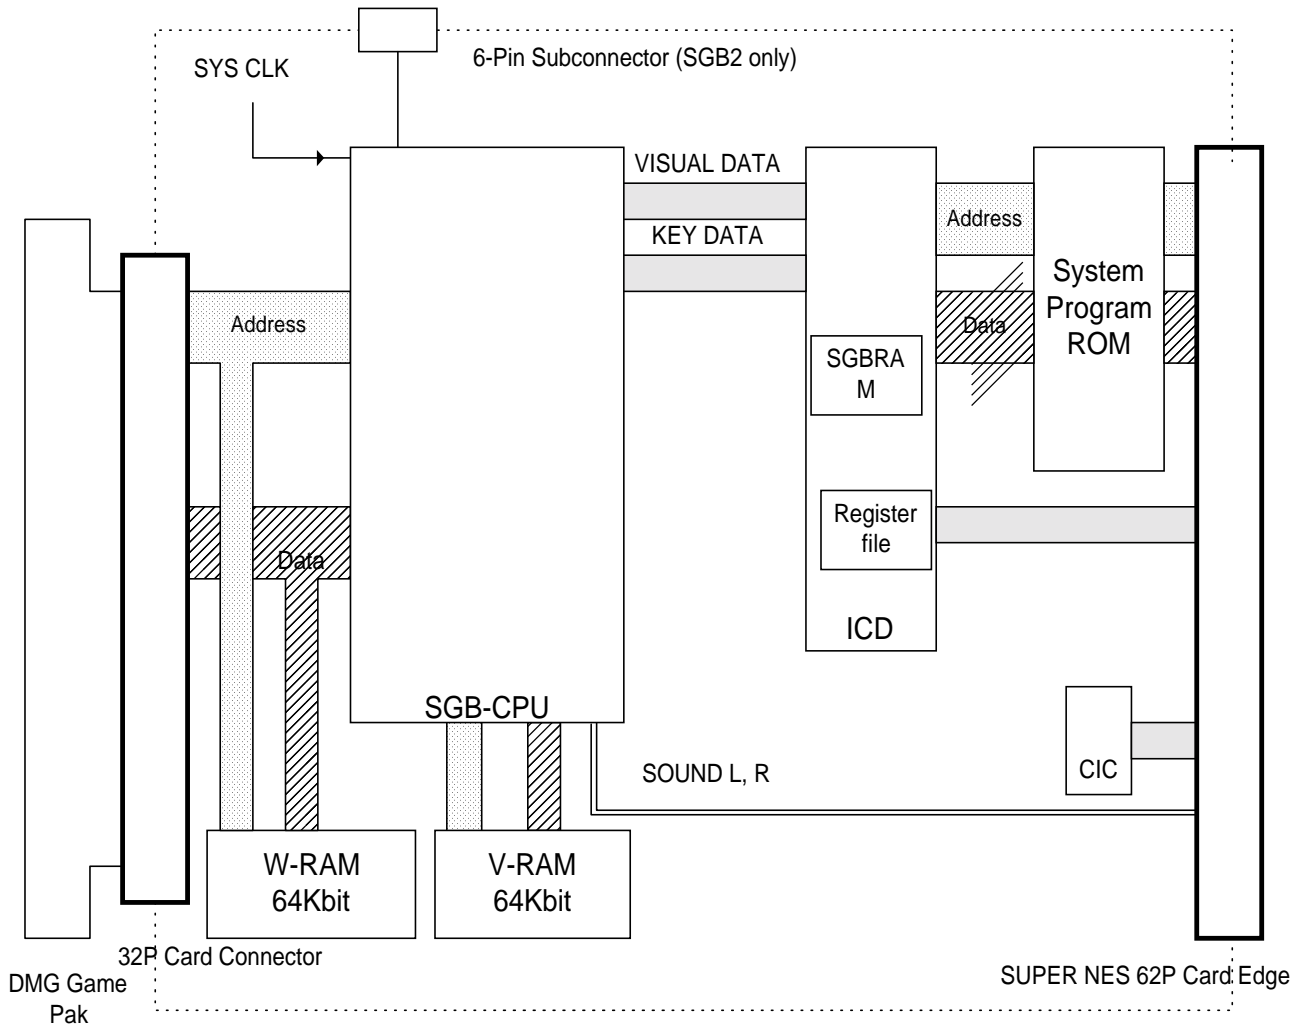 6-Pin Subconnector (SGB2 only)
SYS CLK
VISUAL DATA
KEY DATA
Address
Data
System
Program
ROM
Address
SGBRA
M
Register
file
ICD
Data
SGB-CPU
SOUND L, R
CIC
W-RAM
64Kbit
V-RAM
64Kbit
32P Card Connector
DMG Game
Pak
SUPER NES 62P Card Edge